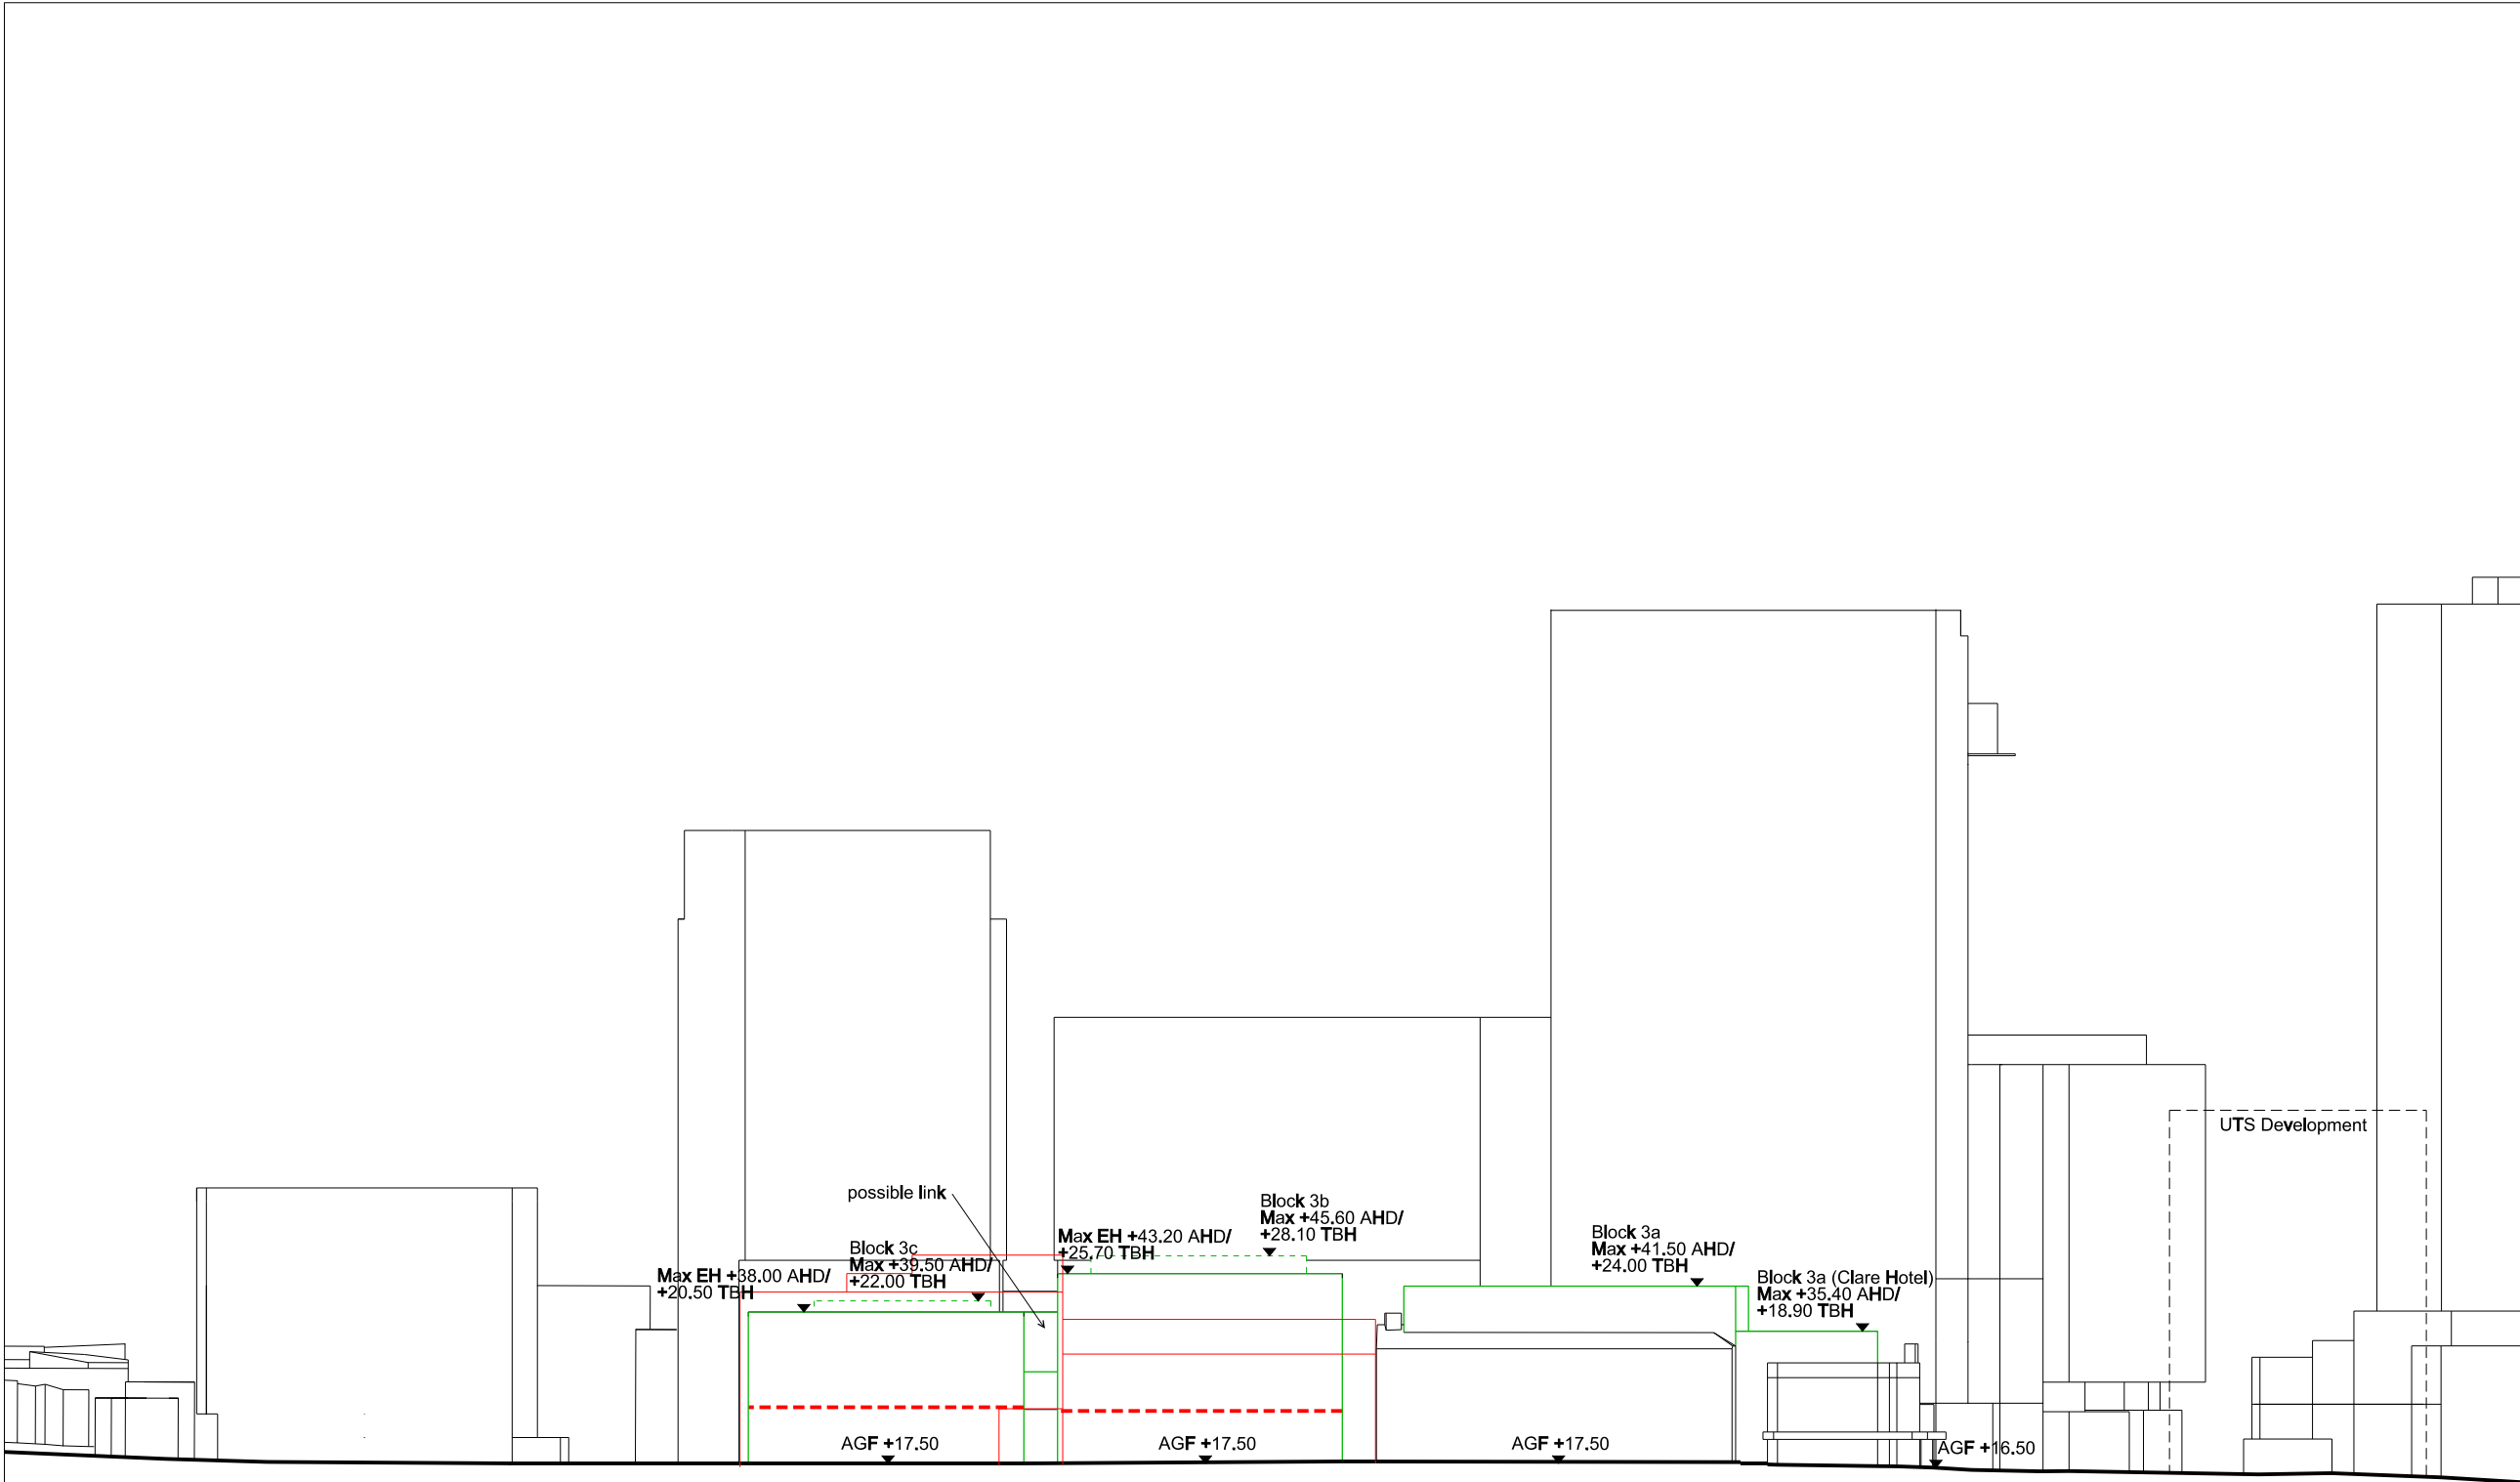 UTS Development
possible link
Block 3b
Max +45.60 AHD/
+28.10 TBH
Max EH +43.20 AHD/
+25.70 TBH
Block 3a
Max +41.50 AHD/
+24.00 TBH
Block 3c
Max +39.50 AHD/
+22.00 TBH
Max EH +38.00 AHD/
+20.50 TBH
Block 3a (Clare Hotel)
Max +35.40 AHD/
+18.90 TBH
AGF +17.50
AGF +17.50
AGF +17.50
AGF +16.50